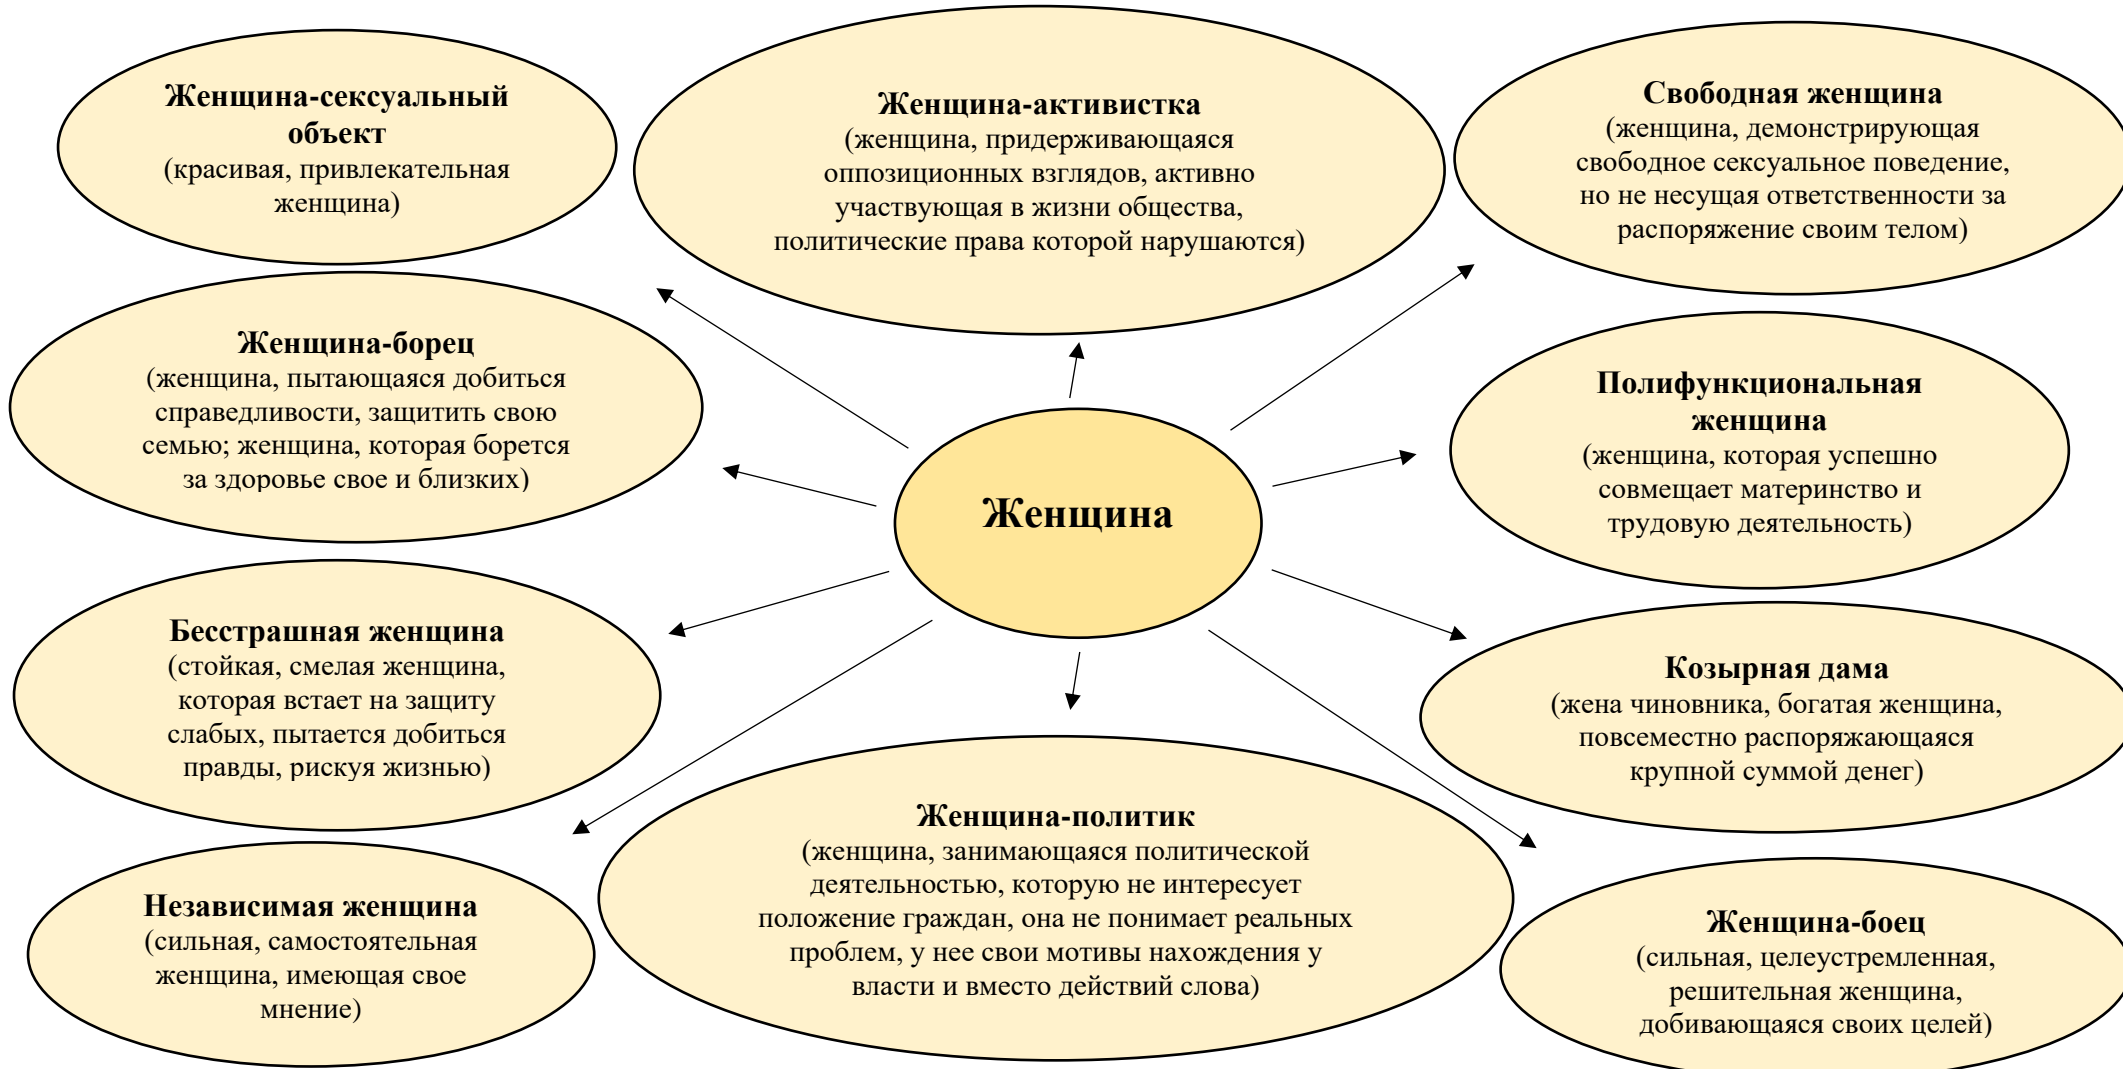 Женщина-сексуальный
объект
(красивая, привлекательная
женщина)
Женщина-активистка
(женщина, придерживающаяся
оппозиционных взглядов, активно
участвующая в жизни общества,
политические права которой нарушаются)
Свободная женщина
(женщина, демонстрирующая
свободное сексуальное поведение,
но не несущая ответственности за
распоряжение своим телом)
Женщина-борец
(женщина, пытающаяся добиться
справедливости, защитить свою
семью; женщина, которая борется
за здоровье свое и близких)
Полифункциональная
женщина
(женщина, которая успешно
совмещает материнство и
трудовую деятельность)
Женщина
Бесстрашная женщина
(стойкая, смелая женщина,
которая встает на защиту
слабых, пытается добиться
правды, рискуя жизнью)
Козырная дама
(жена чиновника, богатая женщина,
повсеместно распоряжающаяся
крупной суммой денег)
Независимая женщина
(сильная, самостоятельная
женщина, имеющая свое
мнение)
Женщина-политик
(женщина, занимающаяся политической
деятельностью, которую не интересует
положение граждан, она не понимает реальных
проблем, у нее свои мотивы нахождения у
власти и вместо действий слова)
Женщина-боец
(сильная, целеустремленная,
решительная женщина,
добивающаяся своих целей)